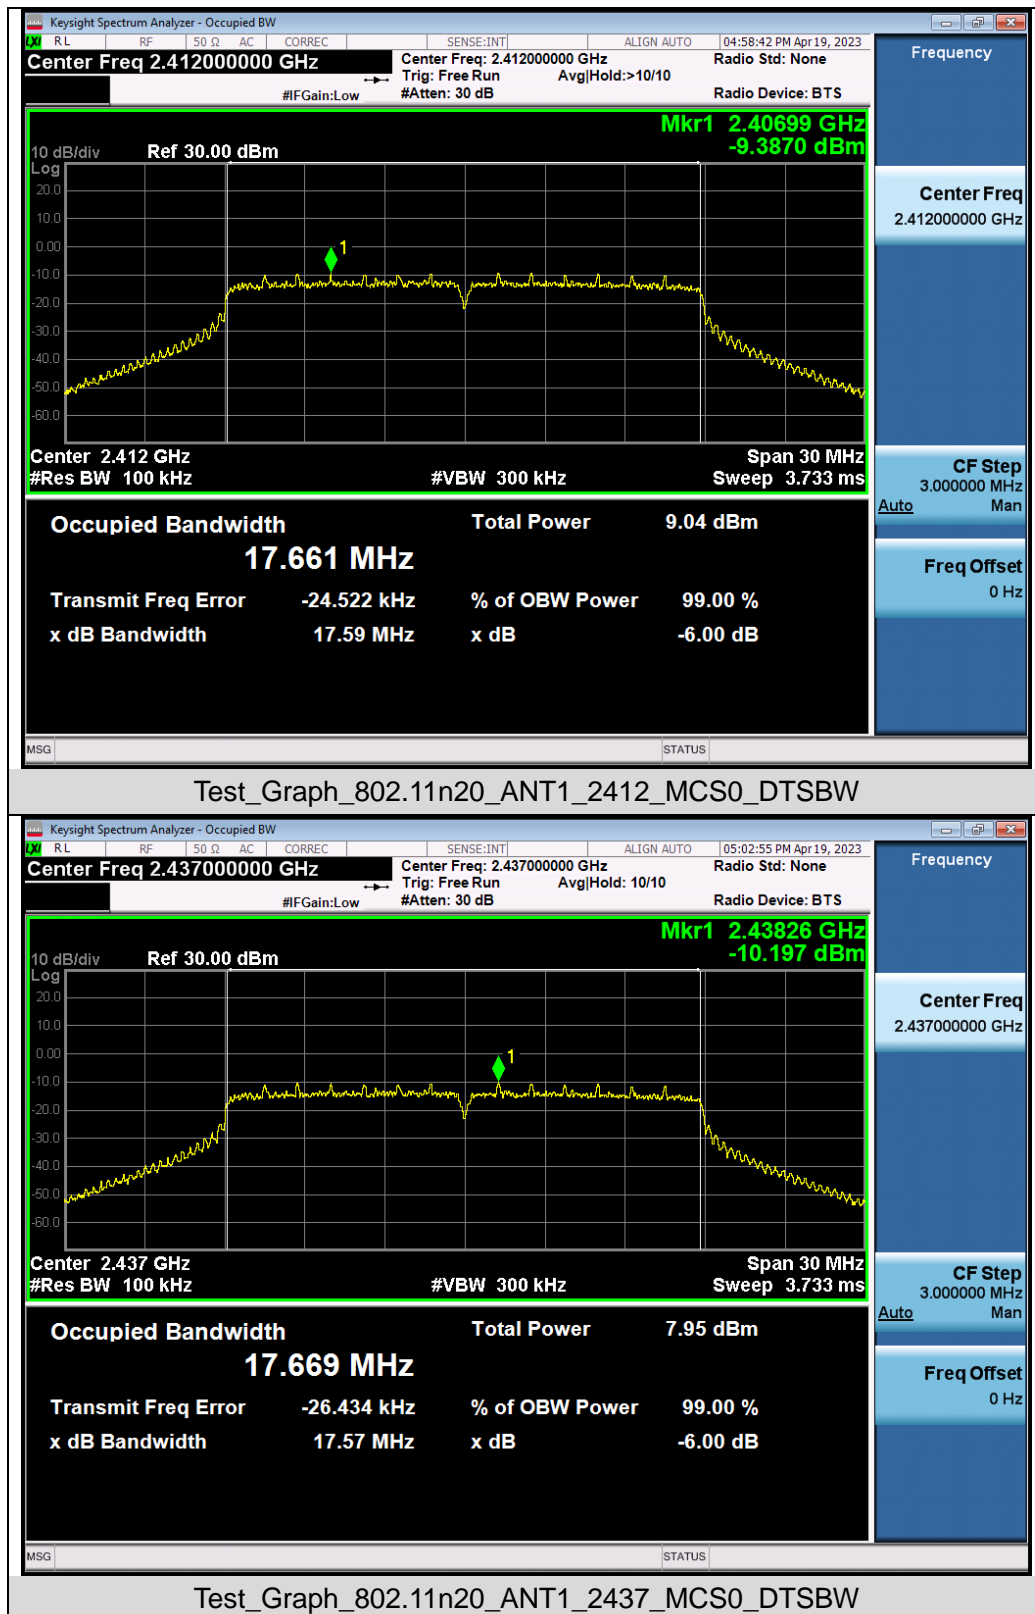 Keysight Spectrum Analyzer - Occupied BW
LXI RL RF 50 Ω AC CORREC SENSE:INT ALIGN AUTO 04:58:42 PM Apr 19, 2023
Center Freq 2.412000000 GHz
Center Freq: 2.412000000 GHz Radio Std: None
Trig: Free Run Avg|Hold:>10/10
#IFGain:Low #Atten: 30 dB Radio Device: BTS
Frequency
Mkr1 2.40699 GHz
-9.3870 dBm
10 dB/div Ref 30.00 dBm
Log
20.0
10.0
0.00
-10.0
-20.0
-30.0
-40.0
-50.0
-60.0
1
Center 2.412 GHz Span 30 MHz
#Res BW 100 kHz #VBW 300 kHz Sweep 3.733 ms
Center Freq
2.412000000 GHz
CF Step
3.000000 MHz
Auto Man
Freq Offset
0 Hz
Occupied Bandwidth Total Power 9.04 dBm
17.661 MHz
Transmit Freq Error -24.522 kHz % of OBW Power 99.00 %
x dB Bandwidth 17.59 MHz x dB -6.00 dB
MSG STATUS
Test_Graph_802.11n20_ANT1_2412_MCS0_DTSBW
Keysight Spectrum Analyzer - Occupied BW
LXI RL RF 50 Ω AC CORREC SENSE:INT ALIGN AUTO 05:02:55 PM Apr 19, 2023
Center Freq 2.437000000 GHz
Center Freq: 2.437000000 GHz Radio Std: None
Trig: Free Run Avg|Hold: 10/10
#IFGain:Low #Atten: 30 dB Radio Device: BTS
Frequency
Mkr1 2.43826 GHz
-10.197 dBm
10 dB/div Ref 30.00 dBm
Log
20.0
10.0
0.00
-10.0
-20.0
-30.0
-40.0
-50.0
-60.0
1
Center 2.437 GHz Span 30 MHz
#Res BW 100 kHz #VBW 300 kHz Sweep 3.733 ms
Center Freq
2.437000000 GHz
CF Step
3.000000 MHz
Auto Man
Freq Offset
0 Hz
Occupied Bandwidth Total Power 7.95 dBm
17.669 MHz
Transmit Freq Error -26.434 kHz % of OBW Power 99.00 %
x dB Bandwidth 17.57 MHz x dB -6.00 dB
MSG STATUS
Test_Graph_802.11n20_ANT1_2437_MCS0_DTSBW